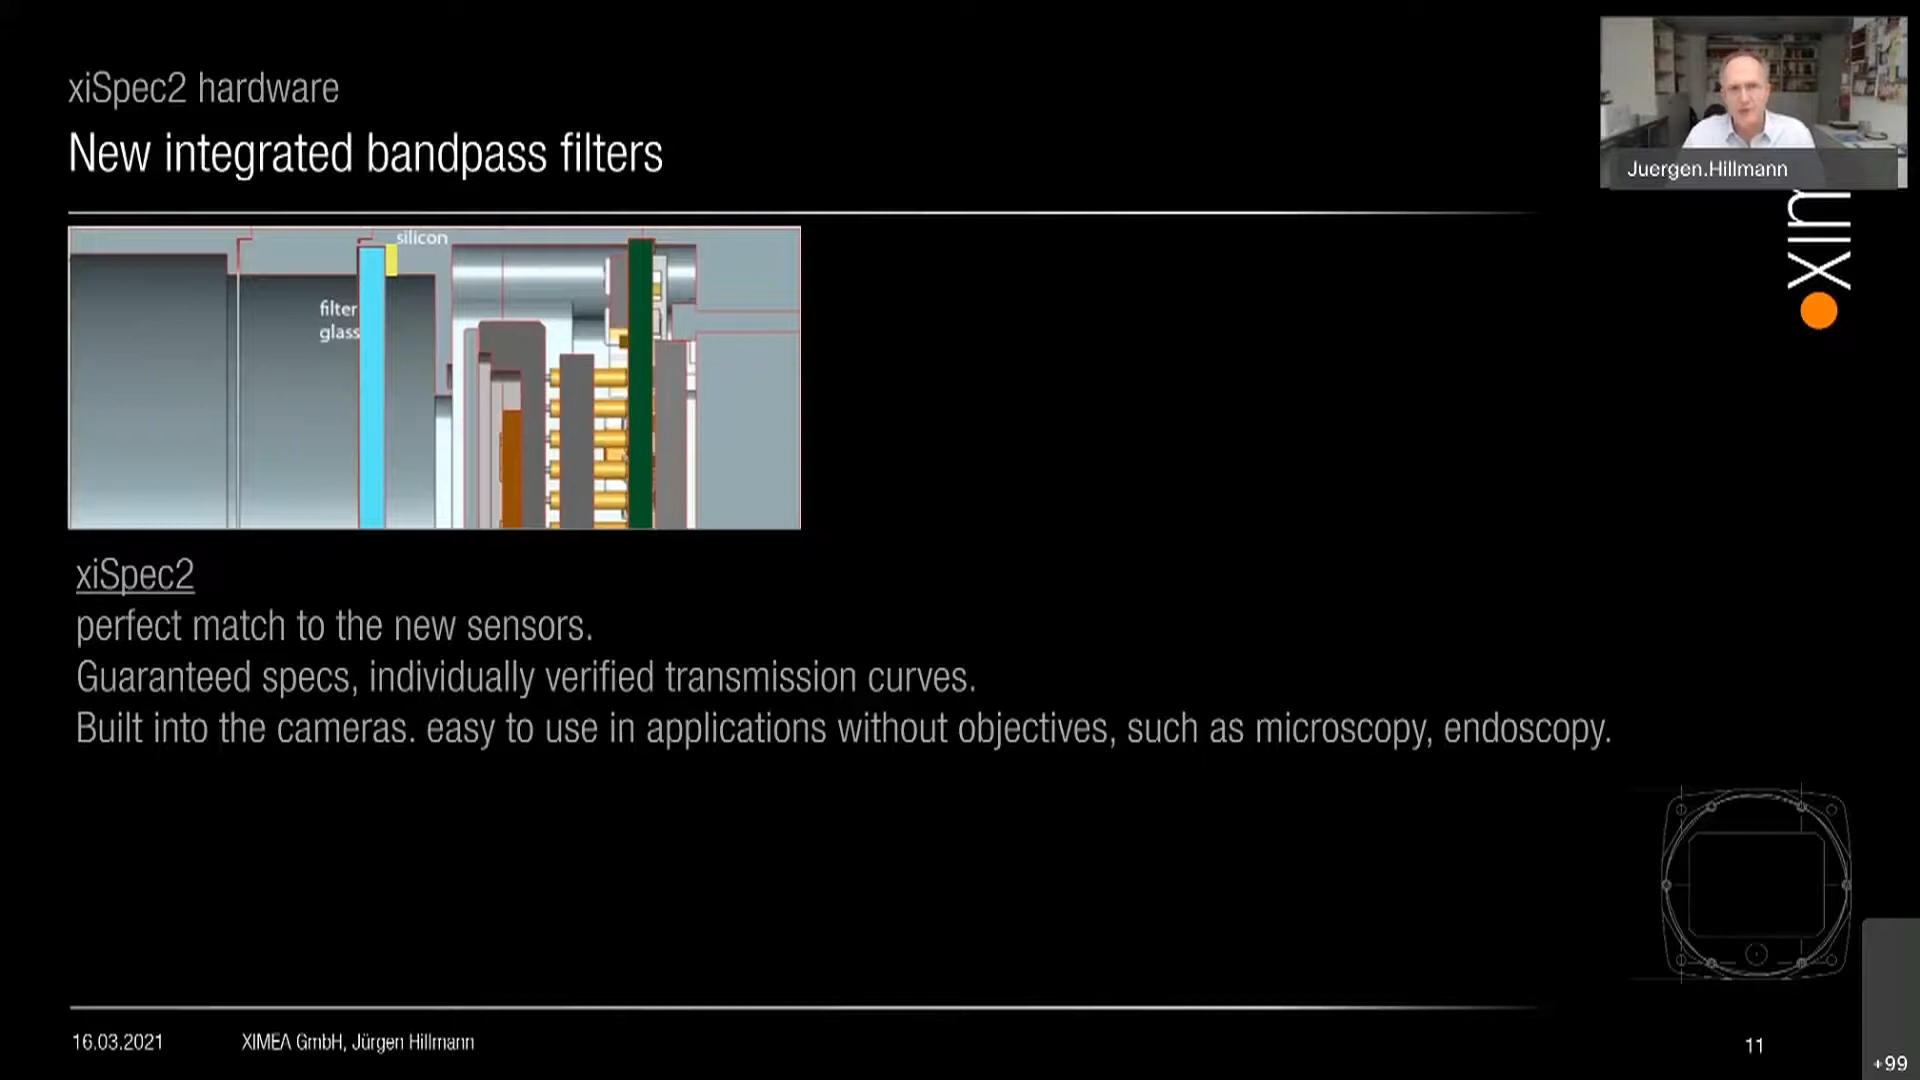 xiSpec2 hardware
New integrated bandpass filters
Juergen.Hillmann
silicon
filter
glass
xiSpec2
perfect match to the new sensors.
Guaranteed specs, individually verified transmission curves.
Built into the cameras. easy to use in applications without objectives, such as microscopy, endoscopy.
16.03.2021
XIMEA GmbH, Jürgen Hillmann
11
+99